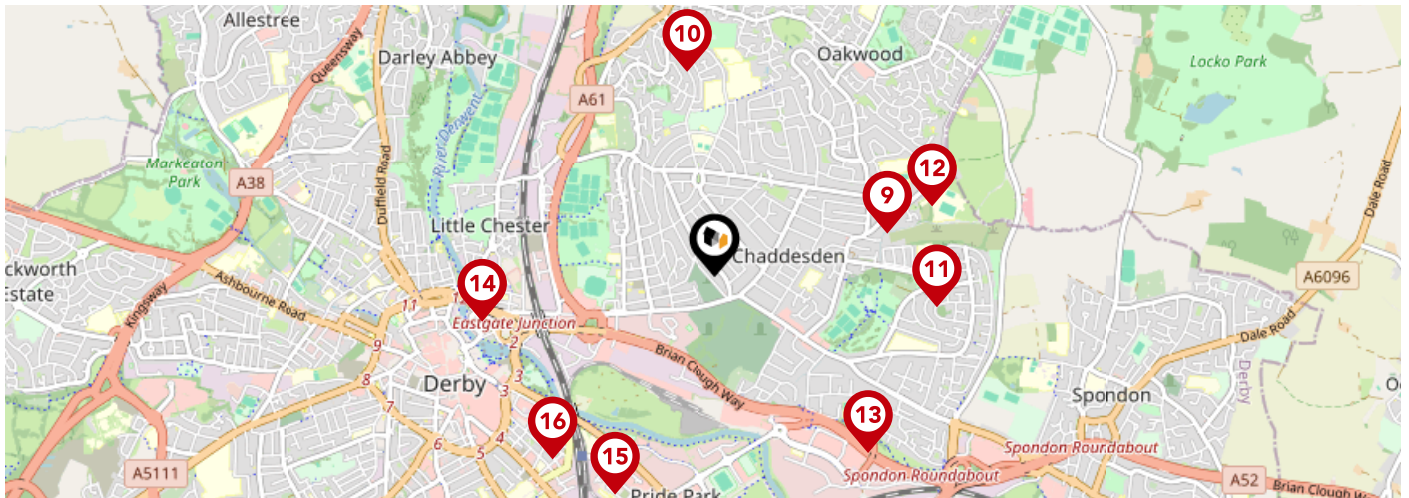 Allestree
Queensway
Darley Abbey
10
Oakwood
Locko Park
A61
River Derwent
Markeaton
Park
A38
Duffield Road
12
9
Dale Road
Little Chester
Chaddesden
11
ckworth
Estate
Kingsway
Ashbourne Road
14
11
1
Eastgate Junction
2
A6096
Dale Road
9
8
7
6
5
4
3
3
Derby
Brian Clough Way
Derby
Spondon
O
16
13
15
Spondon Roundabout
Spondon Roundabout
A5111
Pride Park
A52
Brian Clough Way